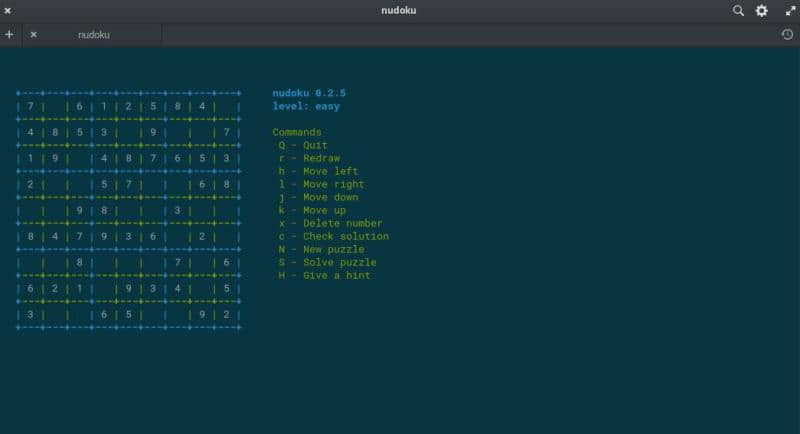 nudoku
nudoku
7 6 1 2 5 8 4
4 8 5 3 9 7
1 9 4 8 7 6 5 3
2 5 7 6 8
9 8 3
8 4 7 9 3 6 2
8 7 6
6 2 1 9 3 4 5
3 6 5 9 2
nudoku 0.2.5
level: easy
Commands
Q - Quit
r - Redraw
h - Move left
l - Move right
j - Move down
k - Move up
x - Delete number
c - Check solution
N - New puzzle
S - Solve puzzle
H - Give a hint